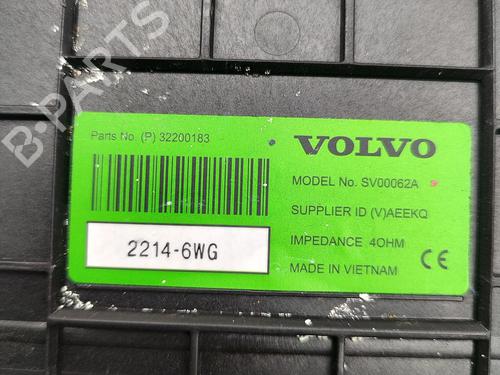 B-PARTS
Parts No. (P) 32200183
VOLVO
MODEL No. SV00062A
SUPPLIER ID (V)AEEKQ
2214-6WG
IMPEDANCE 4OHM
MADE IN VIETNAM
CE